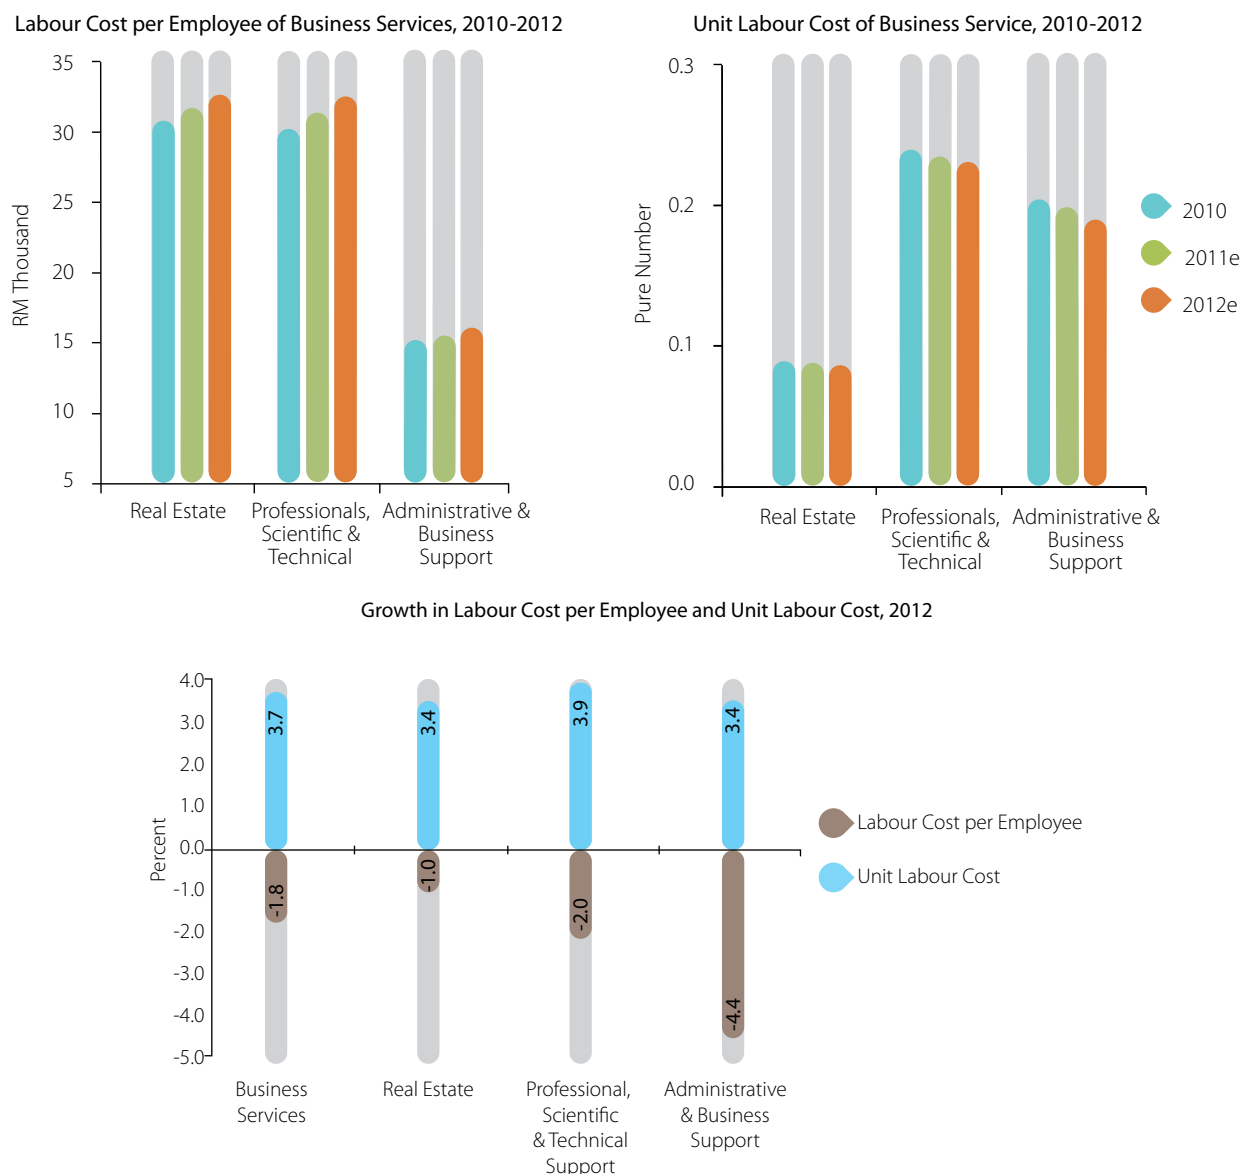 Labour Cost per Employee of Business Services, 2010-2012
35
30
25
20
15
10
5
RM Thousand
Real Estate
Professionals,
Scientific &
Technical
Administrative &
Business
Support
Unit Labour Cost of Business Service, 2010-2012
0.3
0.2
0.1
0.0
Pure Number
Real Estate
Professionals,
Scientific &
Technical
Administrative &
Business
Support
2010
2011e
2012e
Growth in Labour Cost per Employee and Unit Labour Cost, 2012
4.0
3.0
2.0
1.0
0.0
-1.0
-2.0
-3.0
-4.0
-5.0
Percent
3.7
3.4
3.9
3.4
-1.8
-1.0
-2.0
-4.4
Business
Services
Real Estate
Professional,
Scientific
& Technical
Support
Administrative
& Business
Support
Labour Cost per Employee
Unit Labour Cost